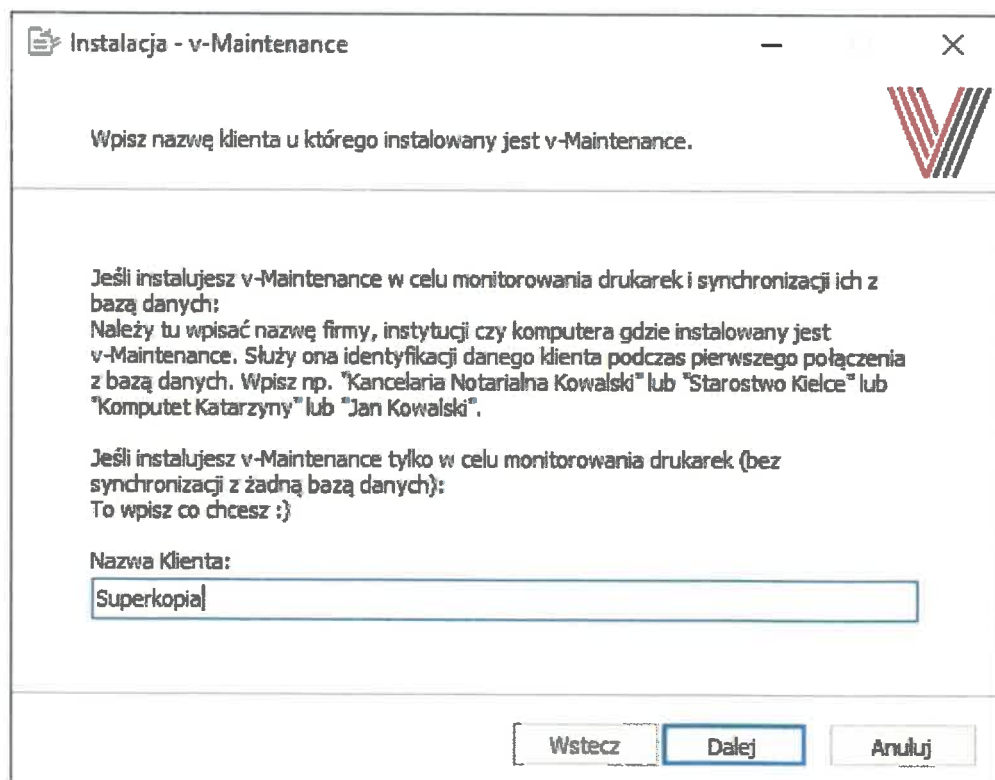 Instalacja - v-Maintenance
Wpisz nazwę klienta u którego instalowany jest v-Maintenance.
Jeśli instalujesz v-Maintenance w celu monitorowania drukarek i synchronizacji ich z
bazą danych:
Należy tu wpisać nazwę firmy, instytucji czy komputera gdzie instalowany jest
v-Maintenance. Służy ona identyfikacji danego klienta podczas pierwszego połączenia
z bazą danych. Wpisz np. "Kancelaria Notarialna Kowalski" lub "Starostwo Kielce" lub
"Komputet Katarzyny" lub "Jan Kowalski".
Jeśli instalujesz v-Maintenance tylko w celu monitorowania drukarek (bez
synchronizacji z żadną bazą danych):
To wpisz co chcesz :)
Nazwa Klienta:
Superkopia
Wstecz Dalej Anuluj